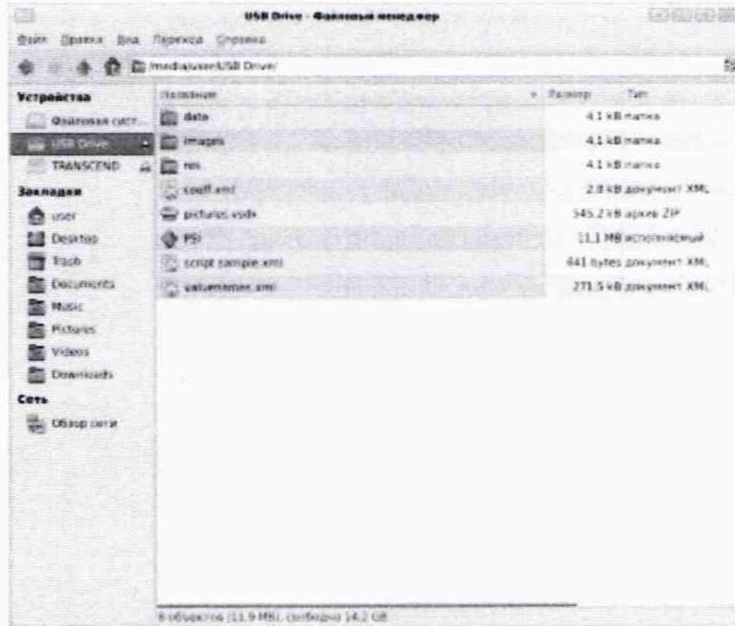 USB Drive - Файловый менеджер
Файл Правка Вид Переход Справка
/media/user/USB Drive/
Устройства
Файловая сист...
USB Drive
TRANSCEND
Закладки
user
Desktop
Trash
Documents
Music
Pictures
Videos
Downloads
Сеть
Обзор сети
Название Размер Тип
data 4.1 kB папка
images 4.1 kB папка
res 4.1 kB папка
coeff.xml 2.8 kB документ XML
pictures.vsdx 545.2 kB архив ZIP
PSI 11.1 MB исполняемый
script sample.xml 641 bytes документ XML
valuenames.xml 271.5 kB документ XML
8 объектов (11.9 MB), свободно 14.2 GB